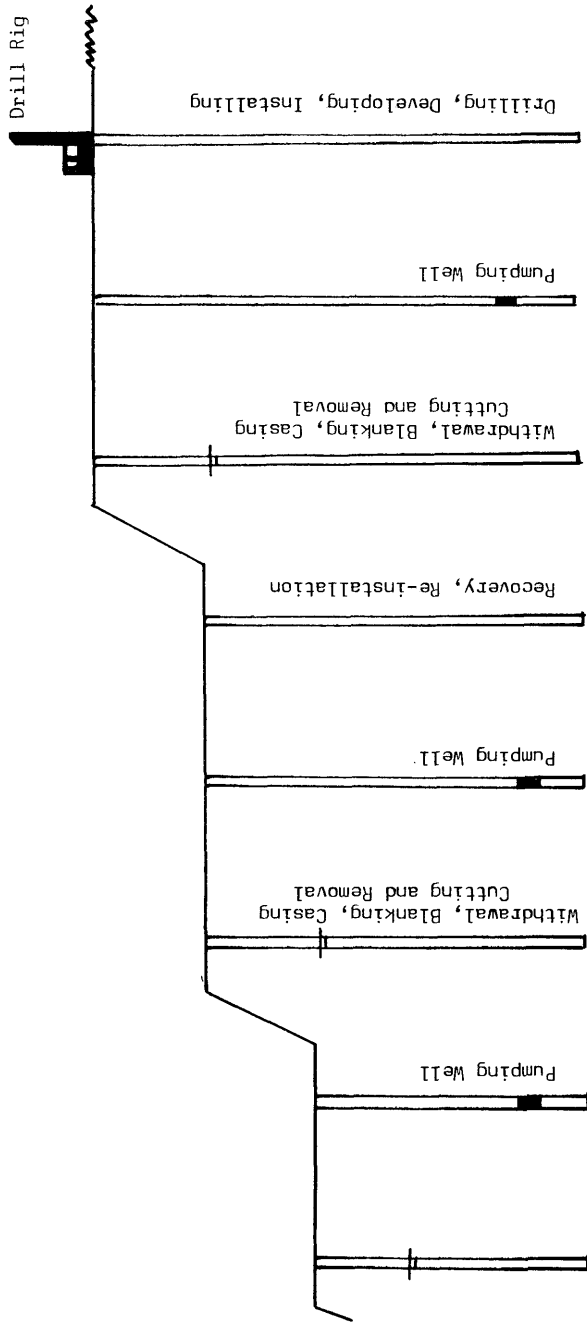 Drill Rig
Drilling, Developing, Installing
Pumping Well
Withdrawal, Blanking, Casing
Cutting and Removal
Recovery, Re-installation
Pumping Well
Withdrawal, Blanking, Casing
Cutting and Removal
Pumping Well